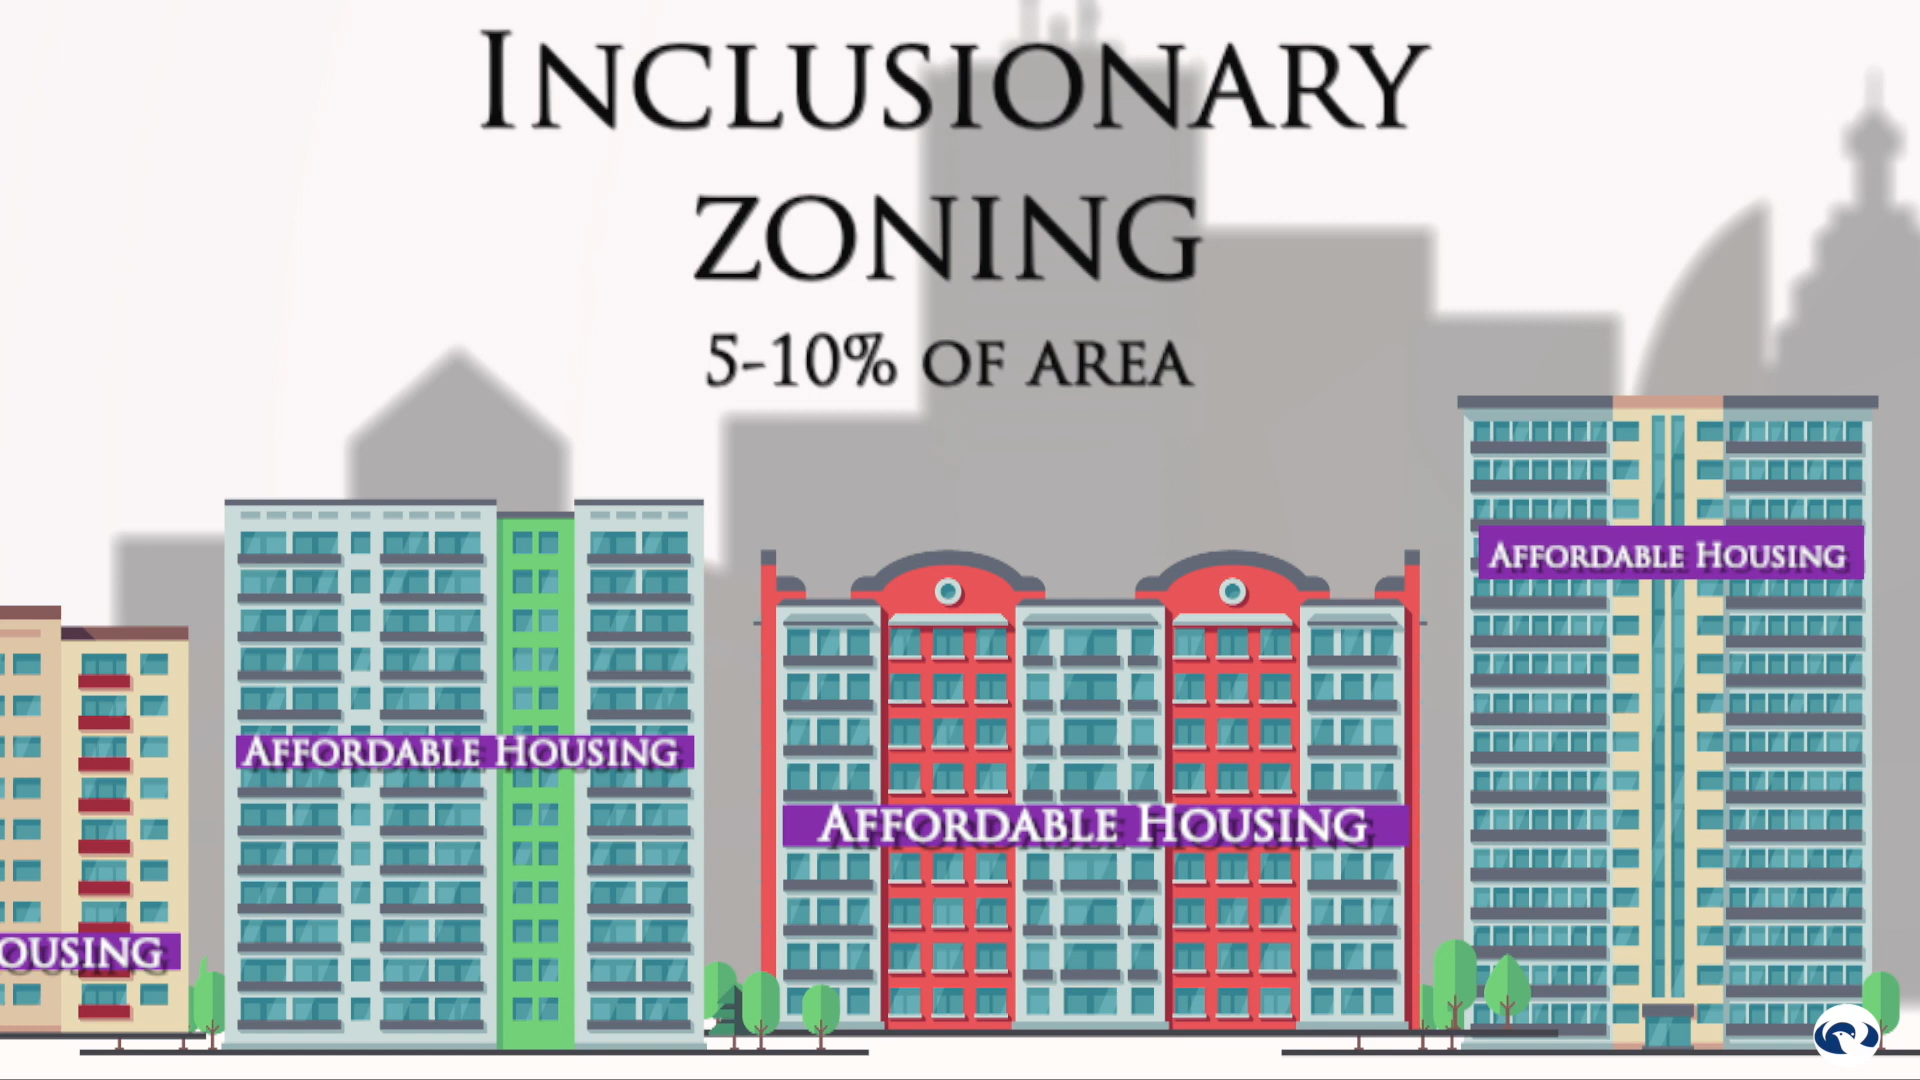 INCLUSIONARY
ZONING
5-10% OF AREA
AFFORDABLE HOUSING
AFFORDABLE HOUSING
AFFORDABLE HOUSING
OUSING